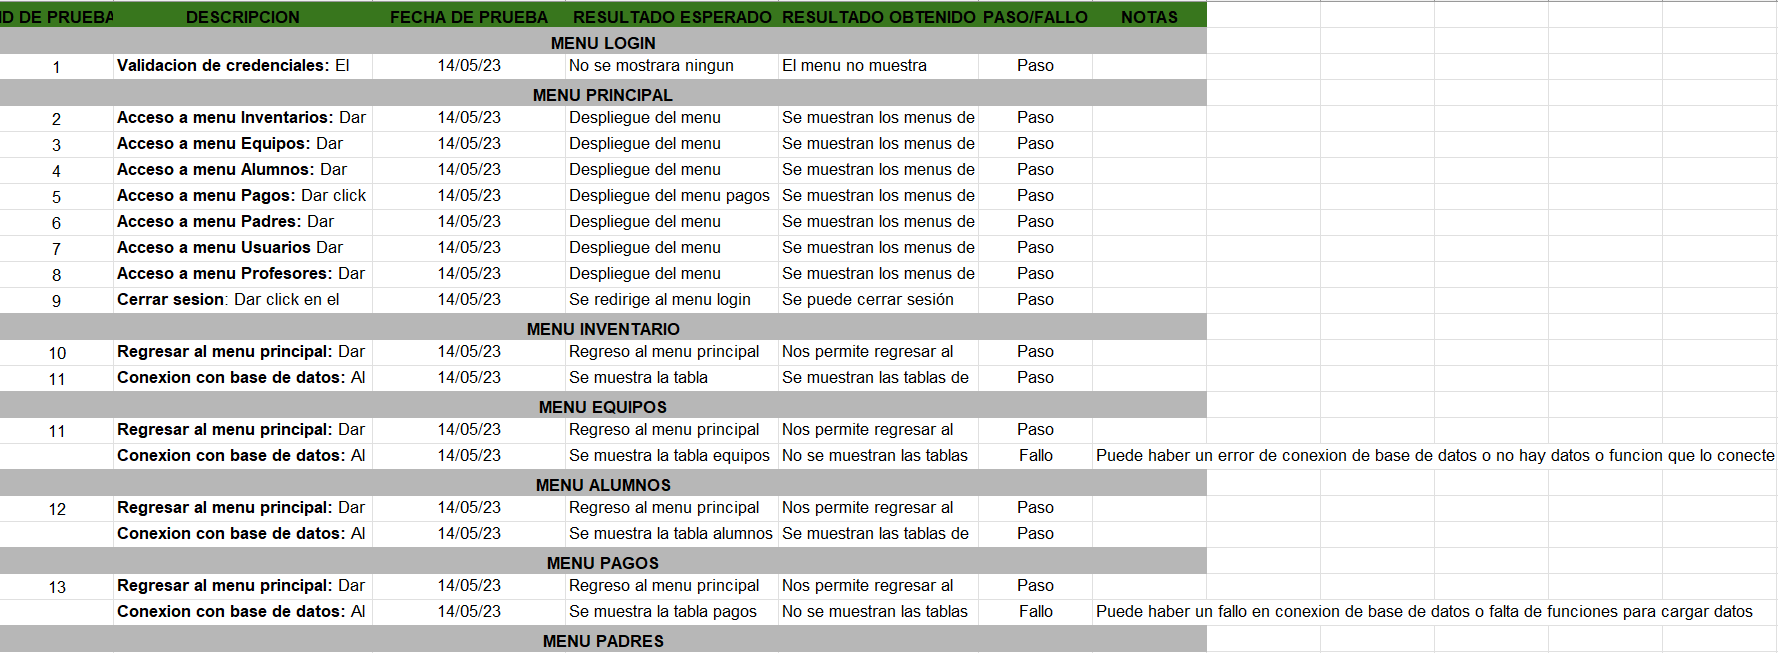 ID DE PRUEBA DESCRIPCION FECHA DE PRUEBA RESULTADO ESPERADO RESULTADO OBTENIDO PASO/FALLO NOTAS
MENU LOGIN
1 Validacion de credenciales: El 14/05/23 No se mostrara ningun El menu no muestra Paso
MENU PRINCIPAL
2 Acceso a menu Inventarios: Dar 14/05/23 Despliegue del menu Se muestran los menus de Paso
3 Acceso a menu Equipos: Dar 14/05/23 Despliegue del menu Se muestran los menus de Paso
4 Acceso a menu Alumnos: Dar 14/05/23 Despliegue del menu Se muestran los menus de Paso
5 Acceso a menu Pagos: Dar click 14/05/23 Despliegue del menu pagos Se muestran los menus de Paso
6 Acceso a menu Padres: Dar 14/05/23 Despliegue del menu Se muestran los menus de Paso
7 Acceso a menu Usuarios Dar 14/05/23 Despliegue del menu Se muestran los menus de Paso
8 Acceso a menu Profesores: Dar 14/05/23 Despliegue del menu Se muestran los menus de Paso
9 Cerrar sesion: Dar click en el 14/05/23 Se redirige al menu login Se puede cerrar sesión Paso
MENU INVENTARIO
10 Regresar al menu principal: Dar 14/05/23 Regreso al menu principal Nos permite regresar al Paso
11 Conexion con base de datos: Al 14/05/23 Se muestra la tabla Se muestran las tablas de Paso
MENU EQUIPOS
11 Regresar al menu principal: Dar 14/05/23 Regreso al menu principal Nos permite regresar al Paso
Conexion con base de datos: Al 14/05/23 Se muestra la tabla equipos No se muestran las tablas Fallo Puede haber un error de conexion de base de datos o no hay datos o funcion que lo conecte
MENU ALUMNOS
12 Regresar al menu principal: Dar 14/05/23 Regreso al menu principal Nos permite regresar al Paso
Conexion con base de datos: Al 14/05/23 Se muestra la tabla alumnos Se muestran las tablas de Paso
MENU PAGOS
13 Regresar al menu principal: Dar 14/05/23 Regreso al menu principal Nos permite regresar al Paso
Conexion con base de datos: Al 14/05/23 Se muestra la tabla pagos No se muestran las tablas Fallo Puede haber un fallo en conexion de base de datos o falta de funciones para cargar datos
MENU PADRES